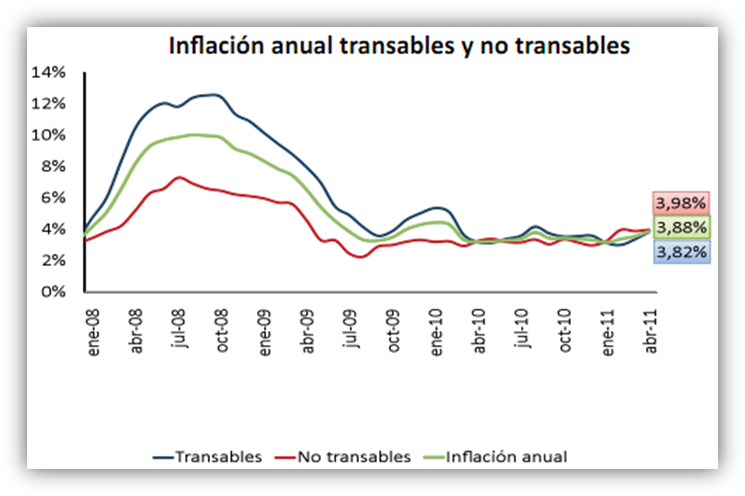 Inflación anual transables y no transables
14%
12%
10%
8%
6%
4%
2%
0%
3,98%
3,88%
3,82%
ene-08
abr-08
jul-08
oct-08
ene-09
abr-09
jul-09
oct-09
ene-10
abr-10
jul-10
oct-10
ene-11
abr-11
Transables
No transables
Inflación anual